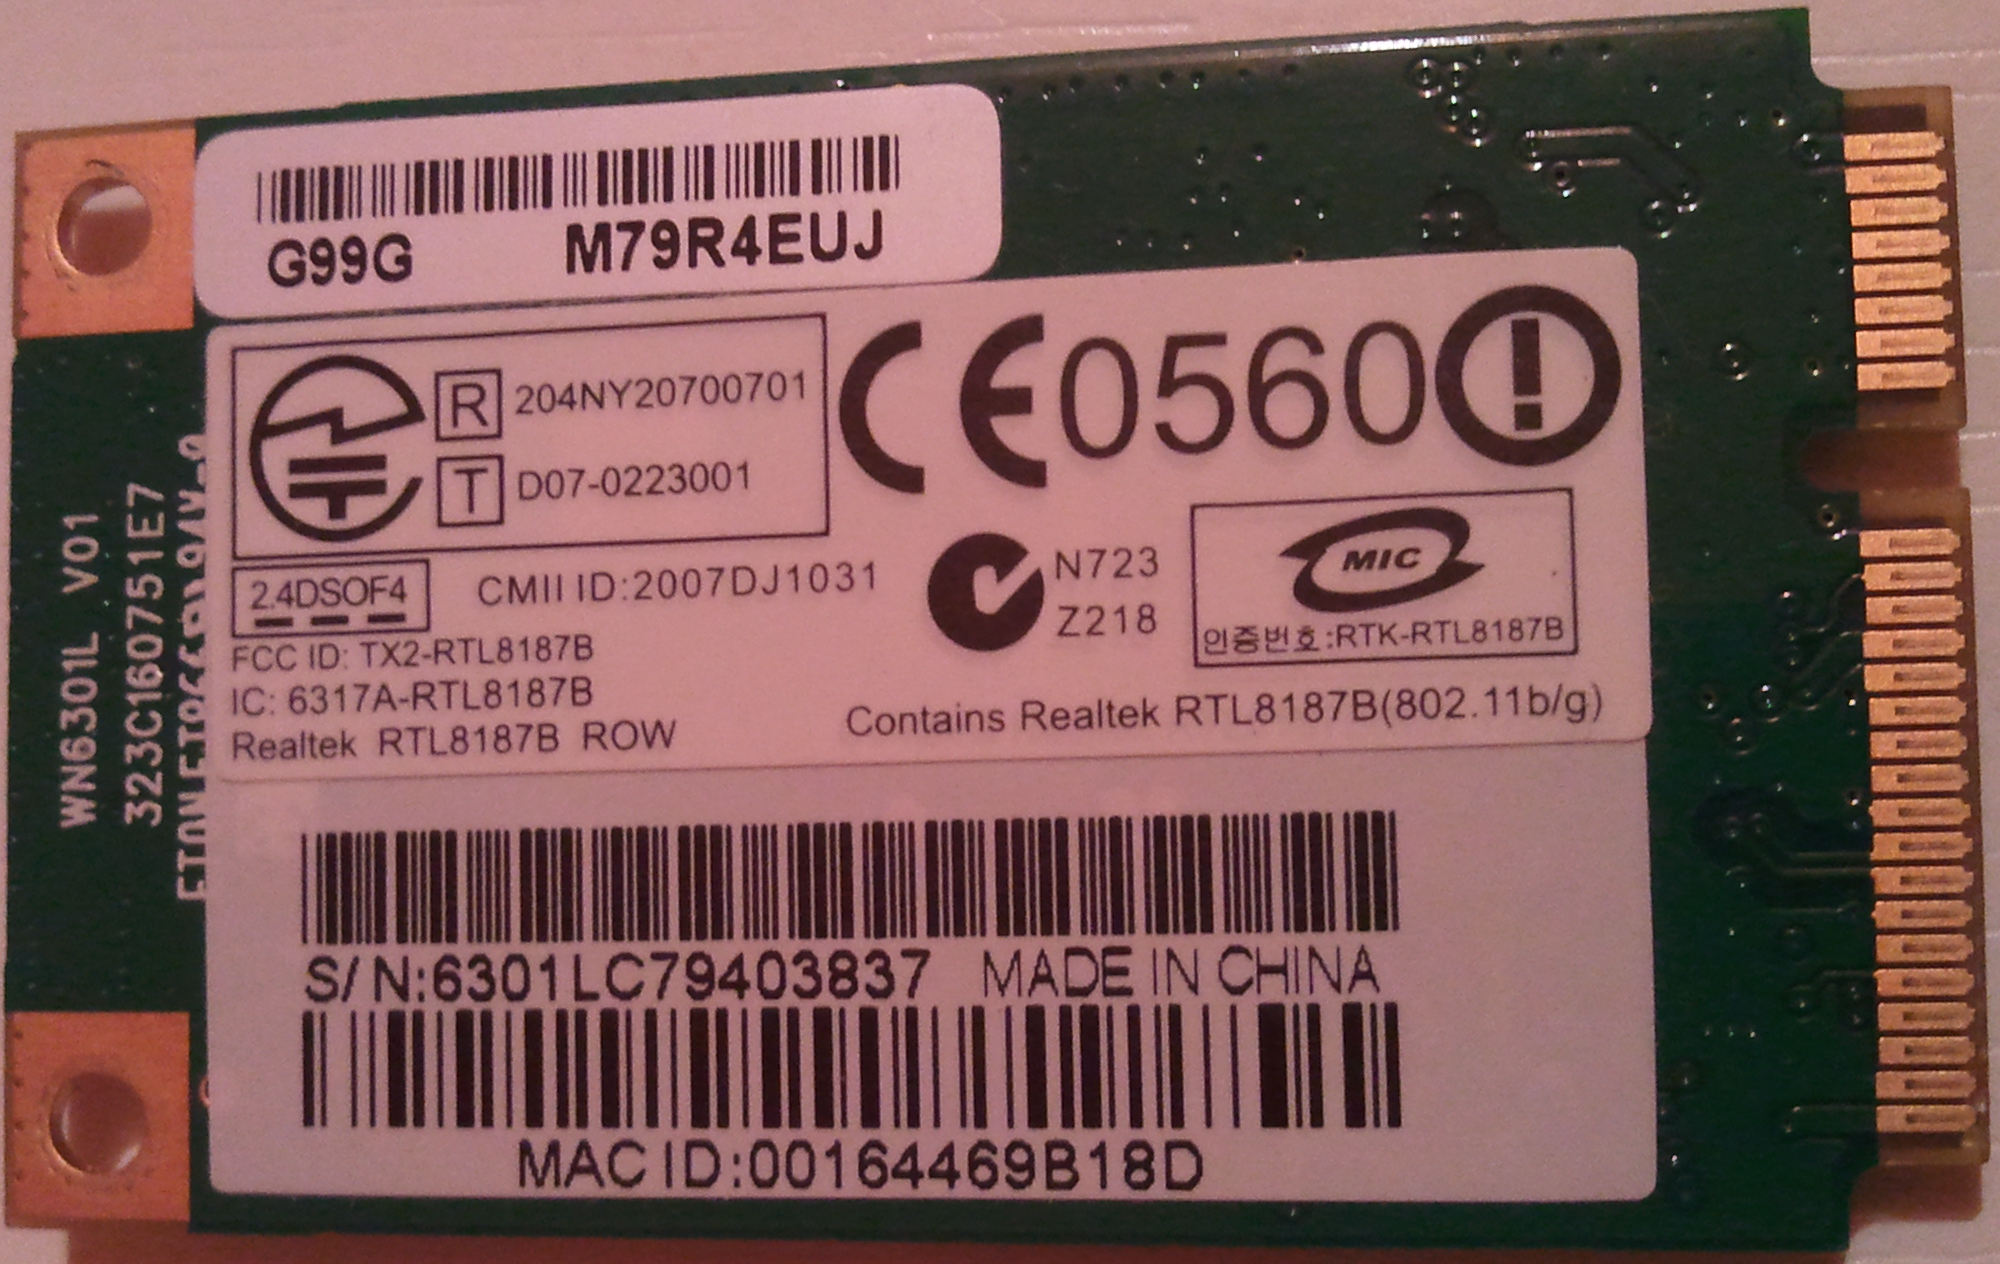 G99G M79R4EUJ
R 204NY20700701
T D07-0223001
CE0560
2.4DSOF4
CMII ID:2007DJ1031
N723
Z218
MIC
인증번호:RTK-RTL8187B
FCC ID: TX2-RTL8187B
IC: 6317A-RTL8187B
Realtek RTL8187B ROW
Contains Realtek RTL8187B(802.11b/g)
S/N:6301LC79403837 MADE IN CHINA
MAC ID:00164469B18D
WN6301L V01
323C1607751E7